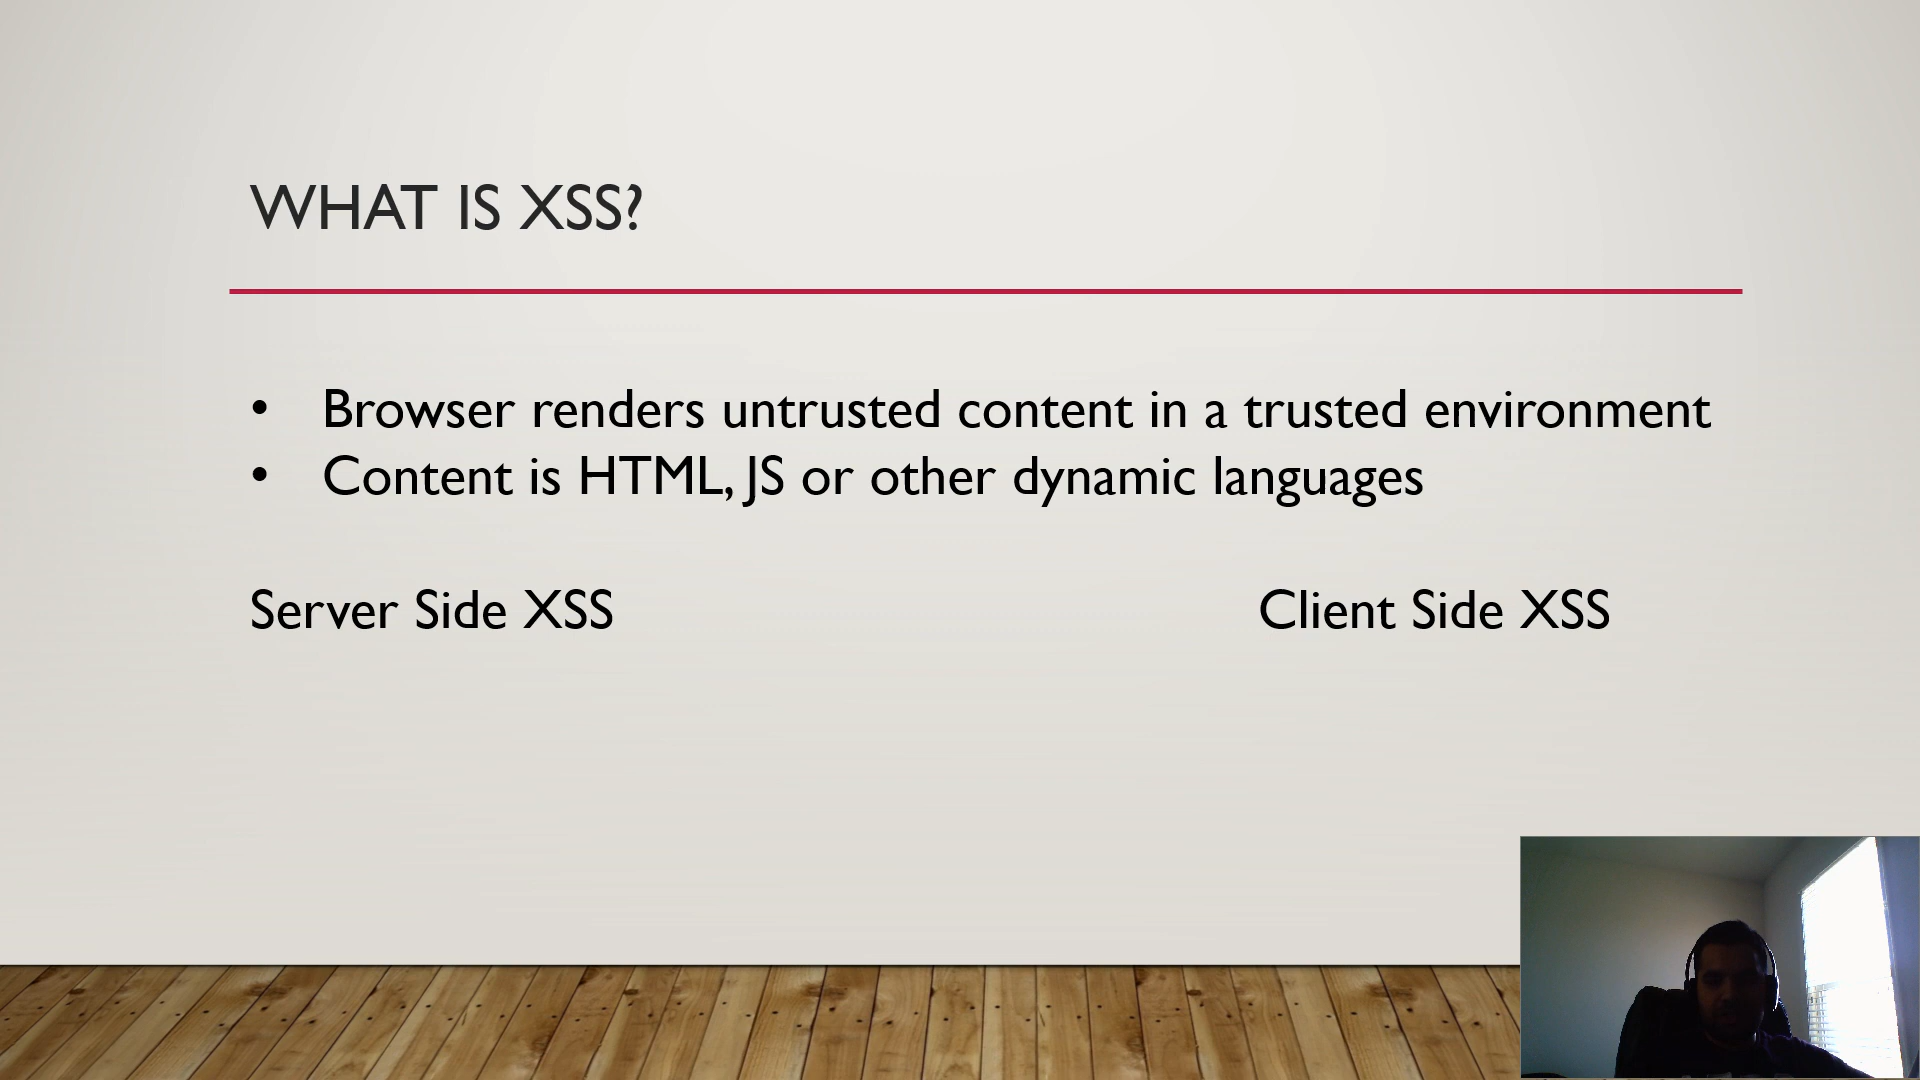 WHAT IS XSS?
• Browser renders untrusted content in a trusted environment
• Content is HTML, JS or other dynamic languages
Server Side XSS Client Side XSS